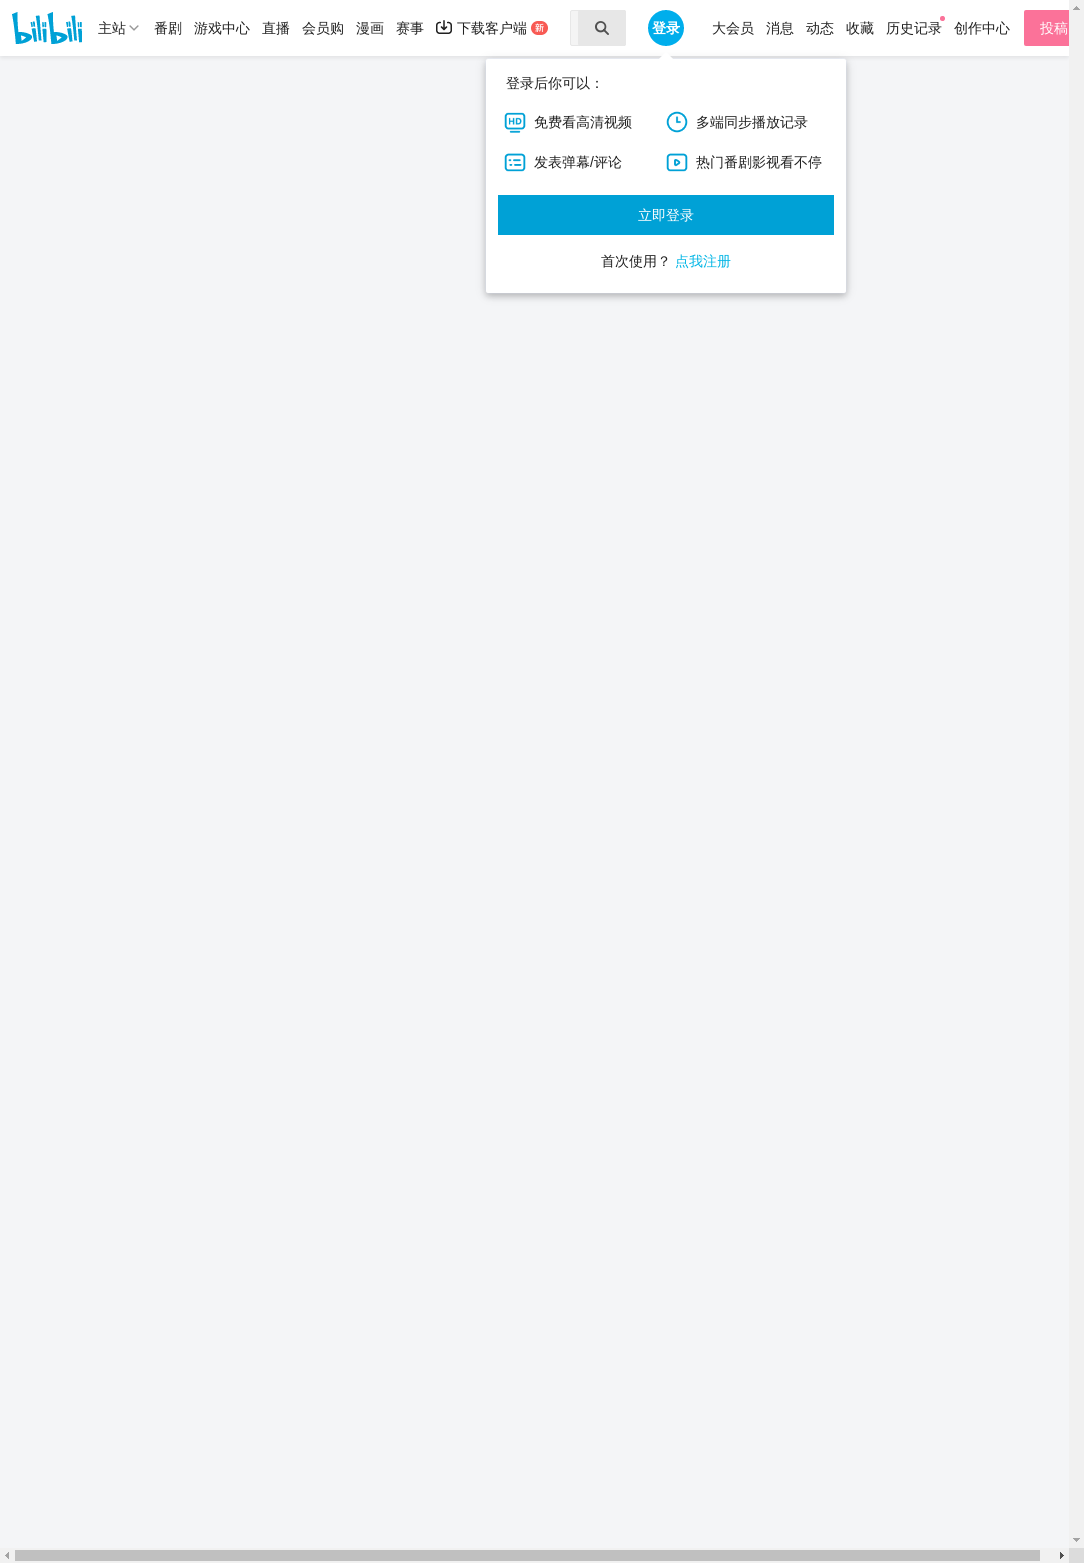 bilibili 主站 番剧 游戏中心 直播 会员购 漫画 赛事 下载客户端 新 登录 大会员 消息 动态 收藏 历史记录 创作中心 投稿
登录后你可以：
HD 免费看高清视频 多端同步播放记录
发表弹幕/评论 热门番剧影视看不停
立即登录
首次使用？ 点我注册